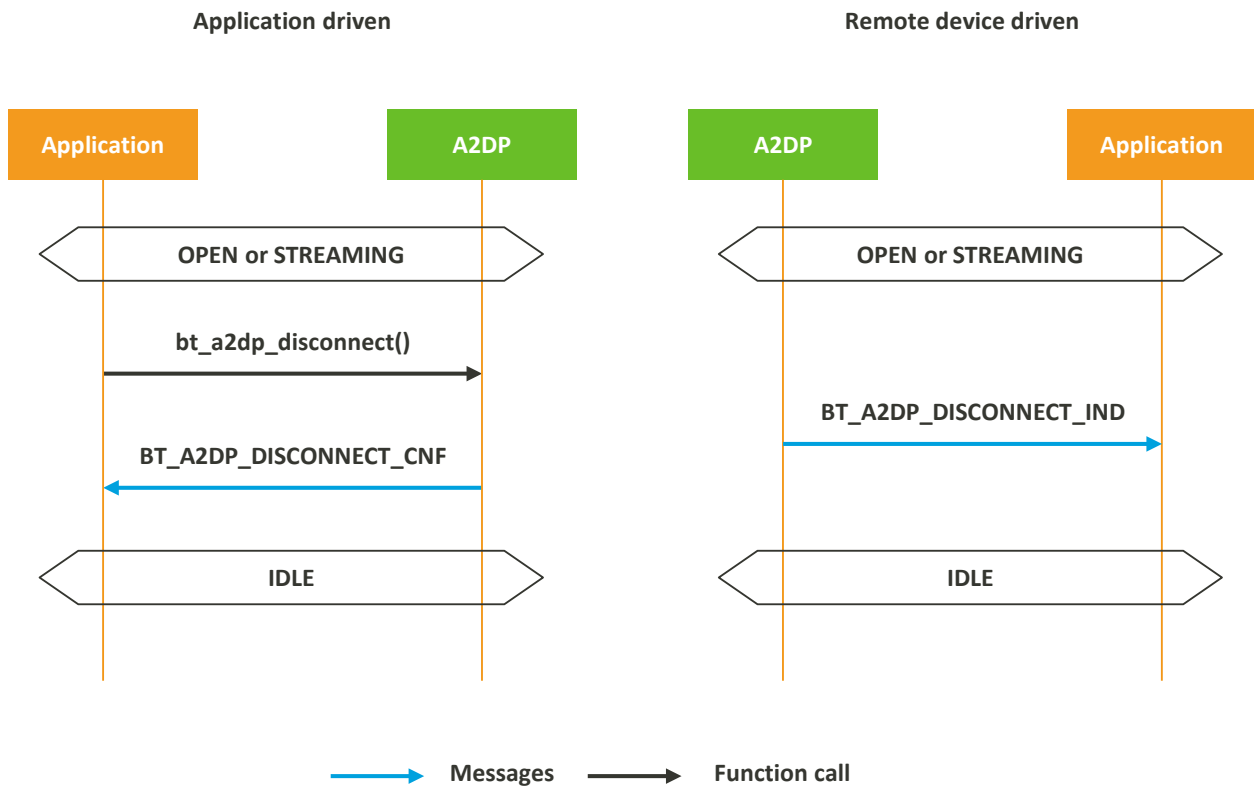 Application driven
Remote device driven
Application
A2DP
A2DP
Application
OPEN or STREAMING
OPEN or STREAMING
bt_a2dp_disconnect()
BT_A2DP_DISCONNECT_IND
BT_A2DP_DISCONNECT_CNF
IDLE
IDLE
Messages
Function call